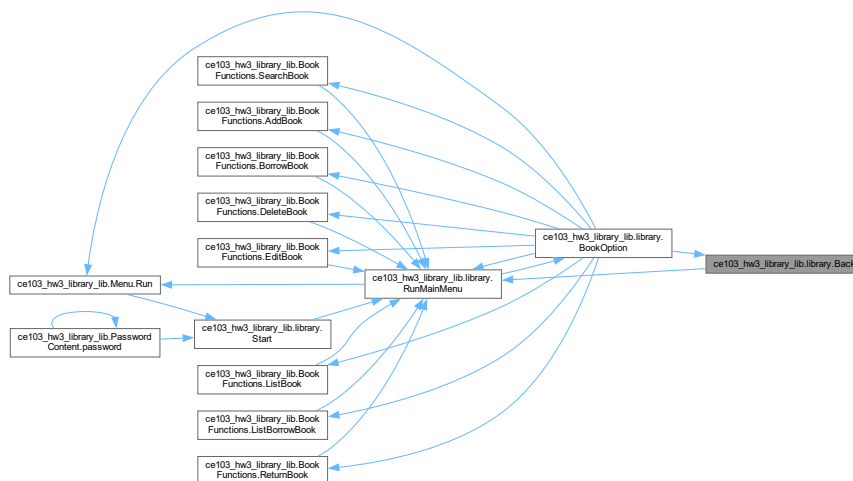 ce103_hw3_library_lib.Book
Functions.SearchBook
ce103_hw3_library_lib.Book
Functions.AddBook
ce103_hw3_library_lib.Book
Functions.BorrowBook
ce103_hw3_library_lib.Book
Functions.DeleteBook
ce103_hw3_library_lib.Book
Functions.EditBook
ce103_hw3_library_lib.library.
BookOption
ce103_hw3_library_lib.library.Back
ce103_hw3_library_lib.Menu.Run
ce103_hw3_library_lib.library.
RunMainMenu
ce103_hw3_library_lib.Password
Content.password
ce103_hw3_library_lib.library.
Start
ce103_hw3_library_lib.Book
Functions.ListBook
ce103_hw3_library_lib.Book
Functions.ListBorrowBook
ce103_hw3_library_lib.Book
Functions.ReturnBook